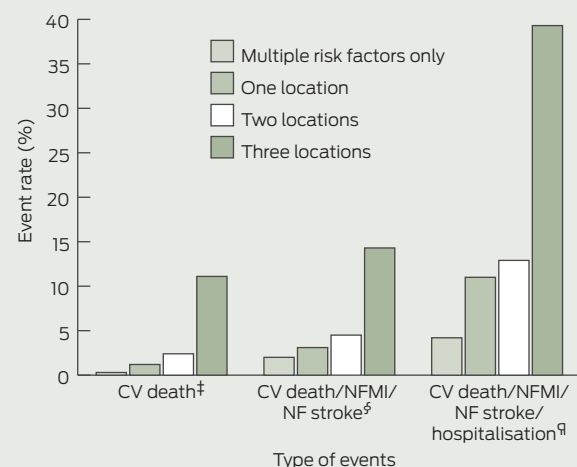 40
35
30
25
20
15
10
5
0
Event rate (%)
Multiple risk factors only
One location
Two locations
Three locations
CV death‡
CV death/NFMI/
NF stroke§
CV death/NFMI/
NF stroke/
hospitalisation¶
Type of events